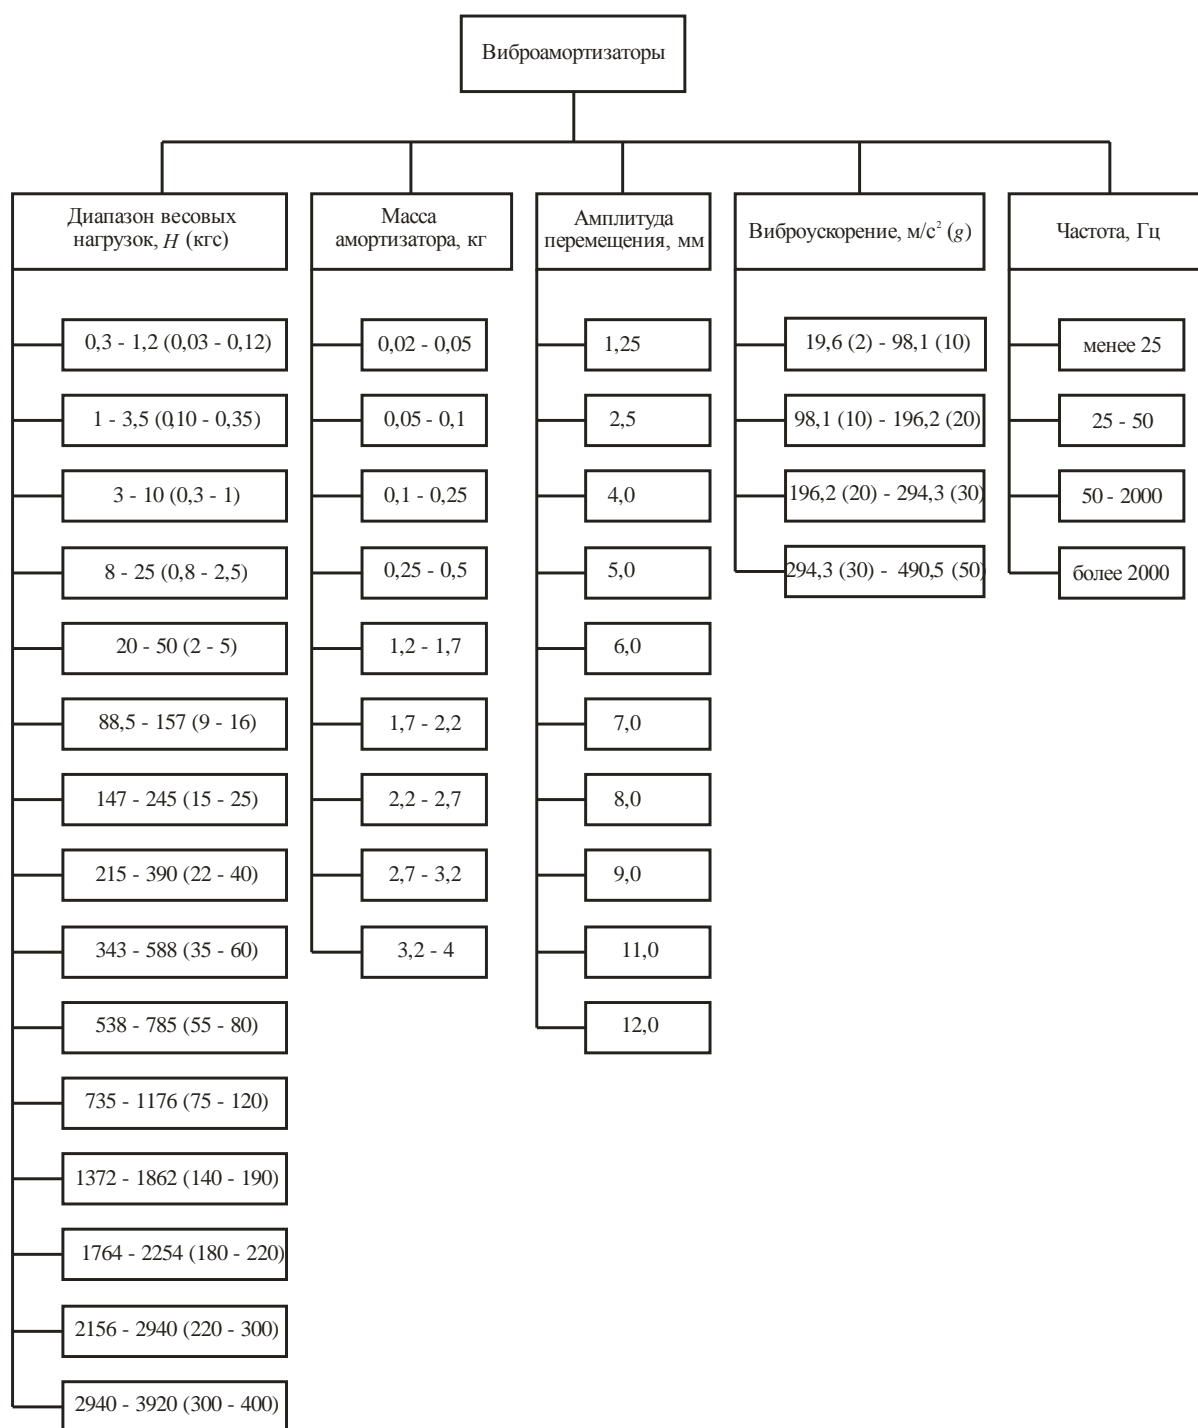 Виброамортизаторы
Диапазон весовых
нагрузок, H (кгс)
0,3 - 1,2 (0,03 - 0,12)
1 - 3,5 (0,10 - 0,35)
3 - 10 (0,3 - 1)
8 - 25 (0,8 - 2,5)
20 - 50 (2 - 5)
88,5 - 157 (9 - 16)
147 - 245 (15 - 25)
215 - 390 (22 - 40)
343 - 588 (35 - 60)
538 - 785 (55 - 80)
735 - 1176 (75 - 120)
1372 - 1862 (140 - 190)
1764 - 2254 (180 - 220)
2156 - 2940 (220 - 300)
2940 - 3920 (300 - 400)
Масса
амортизатора, кг
0,02 - 0,05
0,05 - 0,1
0,1 - 0,25
0,25 - 0,5
1,2 - 1,7
1,7 - 2,2
2,2 - 2,7
2,7 - 3,2
3,2 - 4
Амплитуда
перемещения, мм
1,25
2,5
4,0
5,0
6,0
7,0
8,0
9,0
11,0
12,0
Виброускорение, м/с² (g)
19,6 (2) - 98,1 (10)
98,1 (10) - 196,2 (20)
196,2 (20) - 294,3 (30)
294,3 (30) - 490,5 (50)
Частота, Гц
менее 25
25 - 50
50 - 2000
более 2000